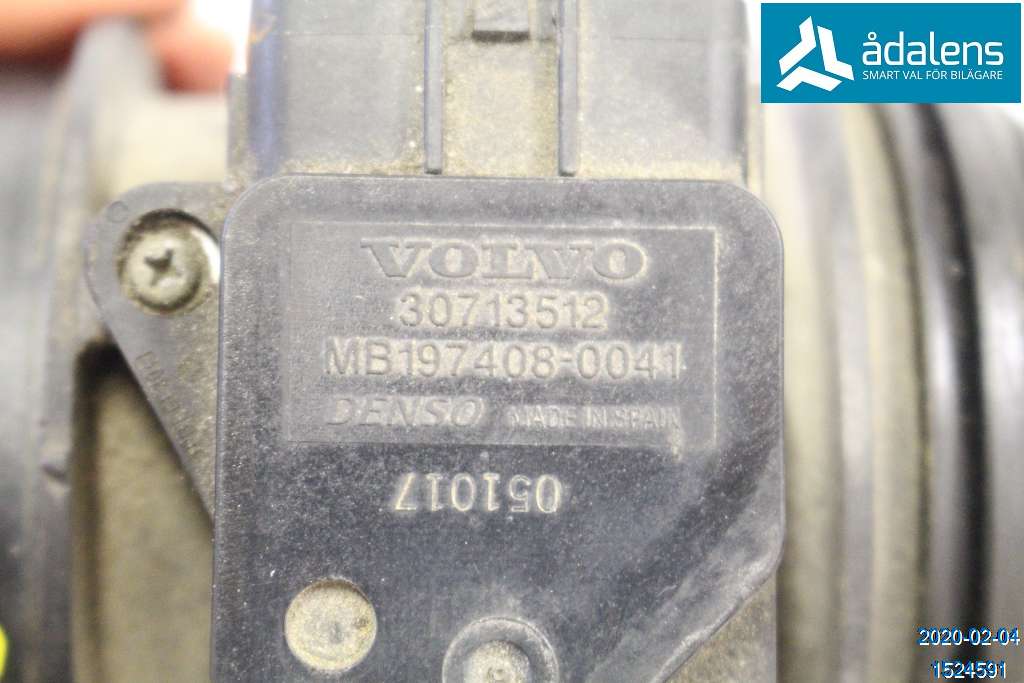 ådalens
SMART VAL FÖR BILÄGARE
VOLVO
30713512
MB197408-0041
DENSO MADE IN SPAIN
051017
2020-02-04
1524591